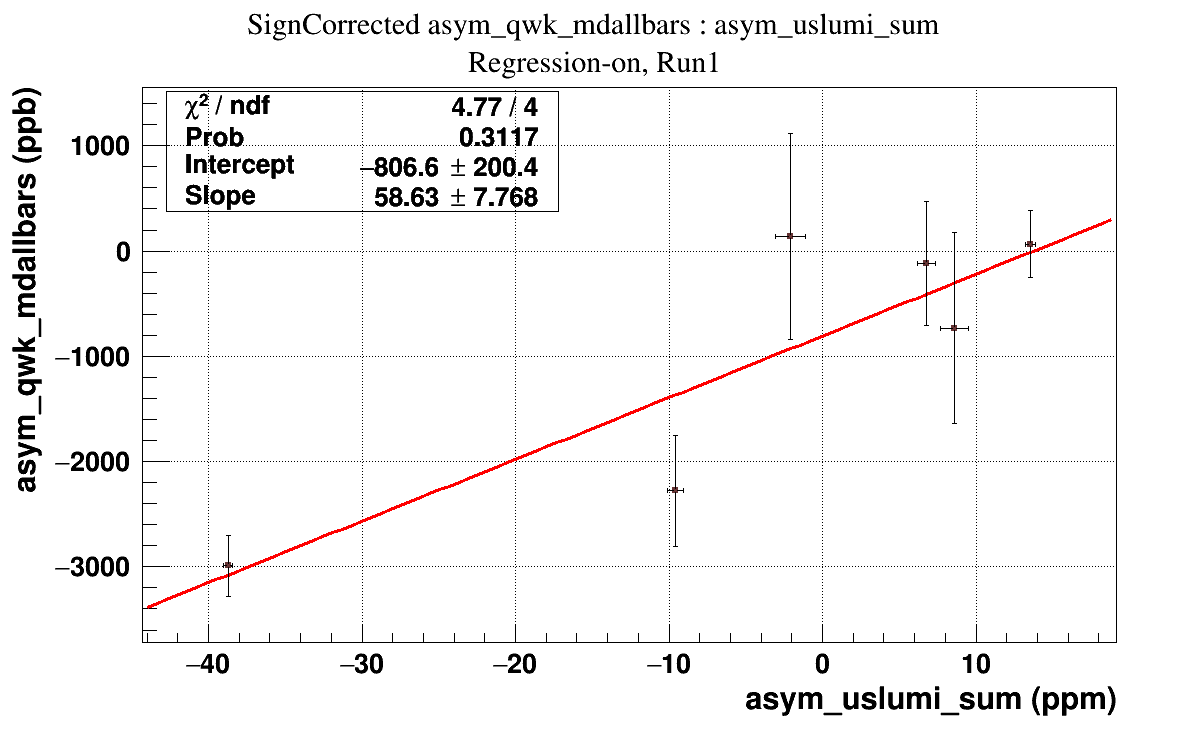 SignCorrected asym_qwk_mdallbars : asym_uslumi_sum
Regression-on, Run1
χ² / ndf 4.77 / 4
Prob 0.3117
Intercept −806.6 ± 200.4
Slope 58.63 ± 7.768
asym_qwk_mdallbars (ppb)
1000
0
−1000
−2000
−3000
−40 −30 −20 −10 0 10
asym_uslumi_sum (ppm)